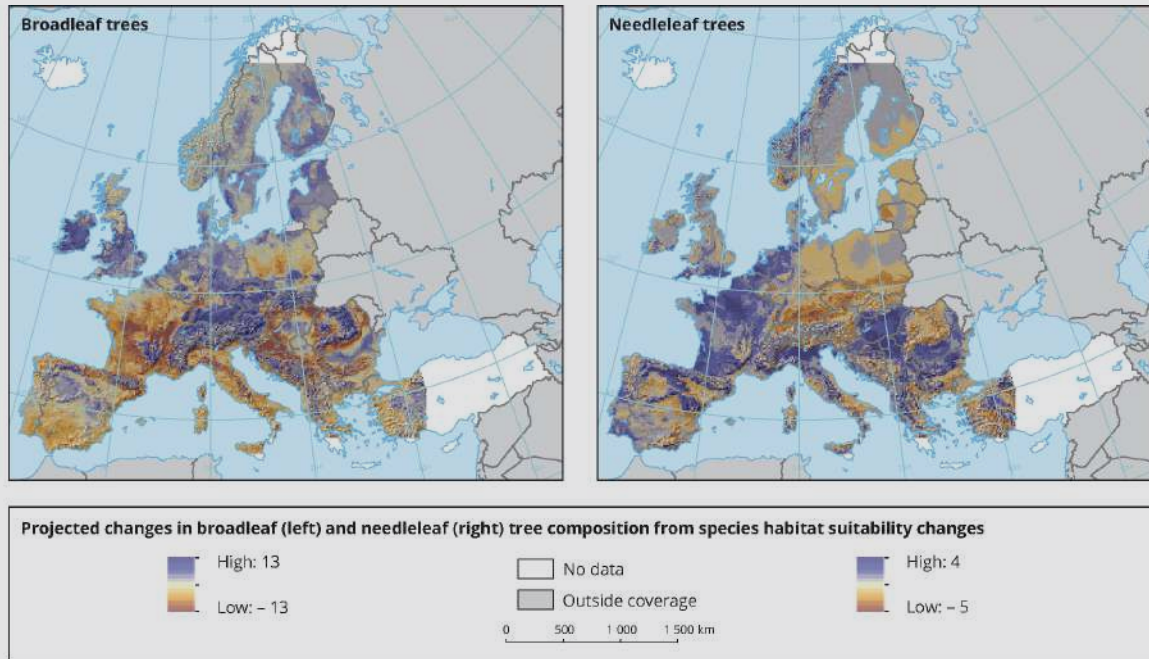 Broadleaf trees
Needleleaf trees
Projected changes in broadleaf (left) and needleleaf (right) tree composition from species habitat suitability changes
High: 13
Low: – 13
No data
Outside coverage
0 500 1 000 1 500 km
High: 4
Low: – 5